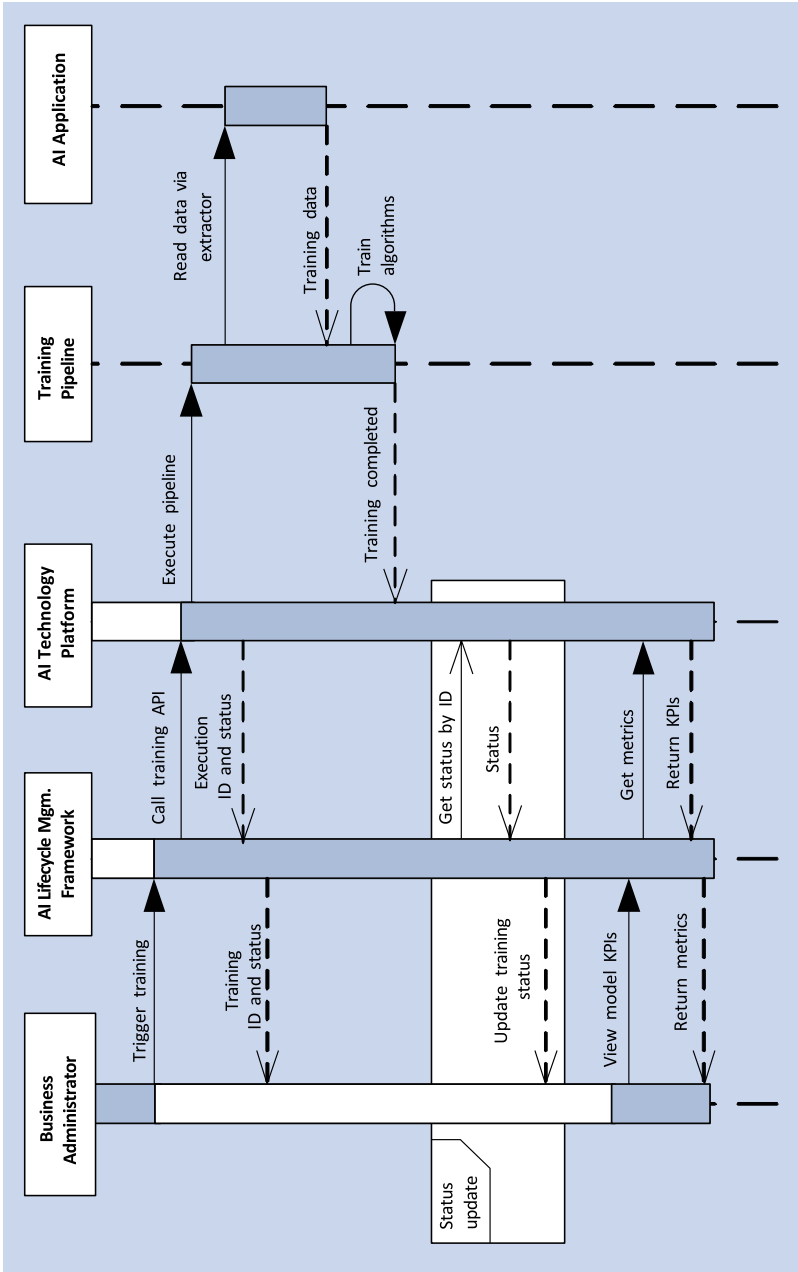 Business
Administrator
AI Lifecycle Mgm.
Framework
AI Technology
Platform
Training
Pipeline
AI Application
Trigger training
Call training API
Execute pipeline
Read data via
extractor
Execution
ID and status
Training
ID and status
Training data
Train
algorithms
Training completed
Status
update
Get status by ID
Status
Update training
status
View model KPIs
Get metrics
Return KPIs
Return metrics